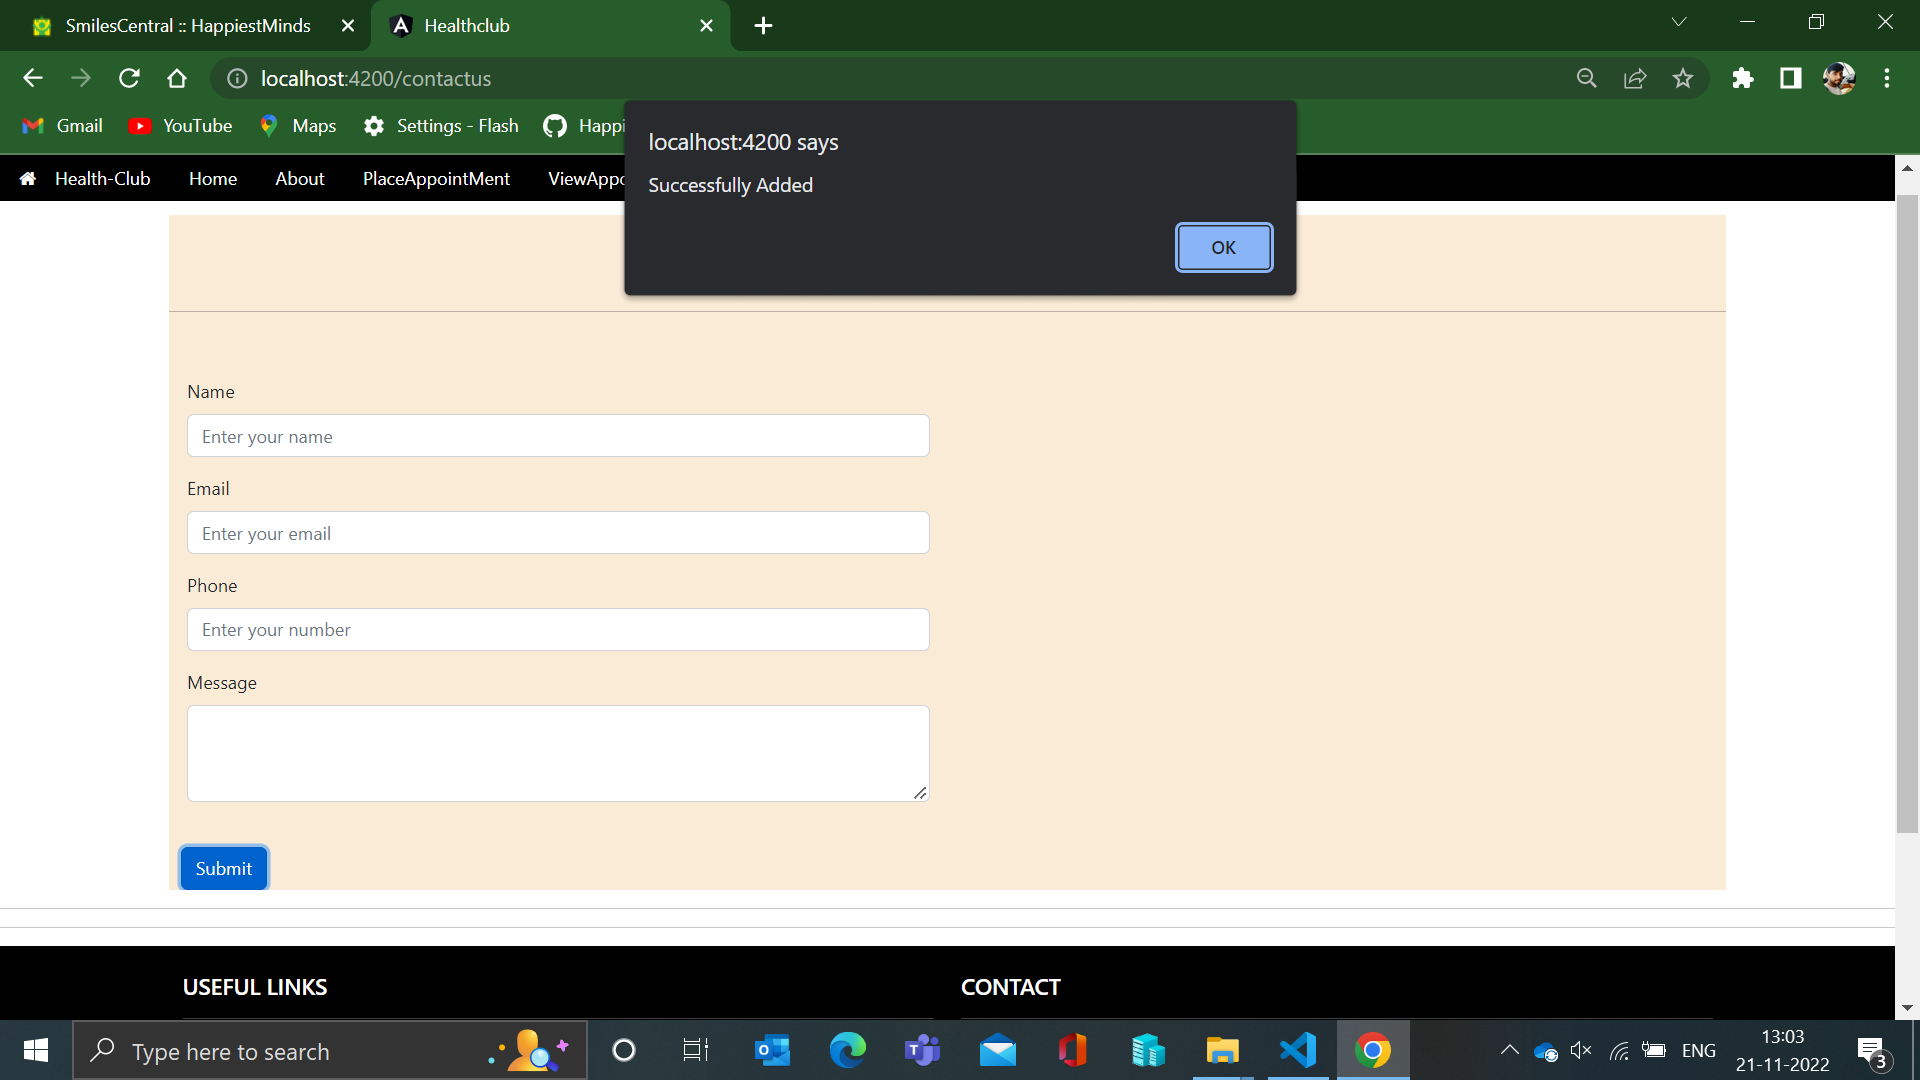 SmilesCentral :: HappiestMinds
Healthclub
localhost:4200/contactus
Gmail
YouTube
Maps
Settings - Flash
Happi
localhost:4200 says
Successfully Added
OK
Health-Club
Home
About
PlaceAppointMent
ViewAppo
Name
Enter your name
Email
Enter your email
Phone
Enter your number
Message
Submit
USEFUL LINKS
CONTACT
Type here to search
ENG
13:03
21-11-2022
3